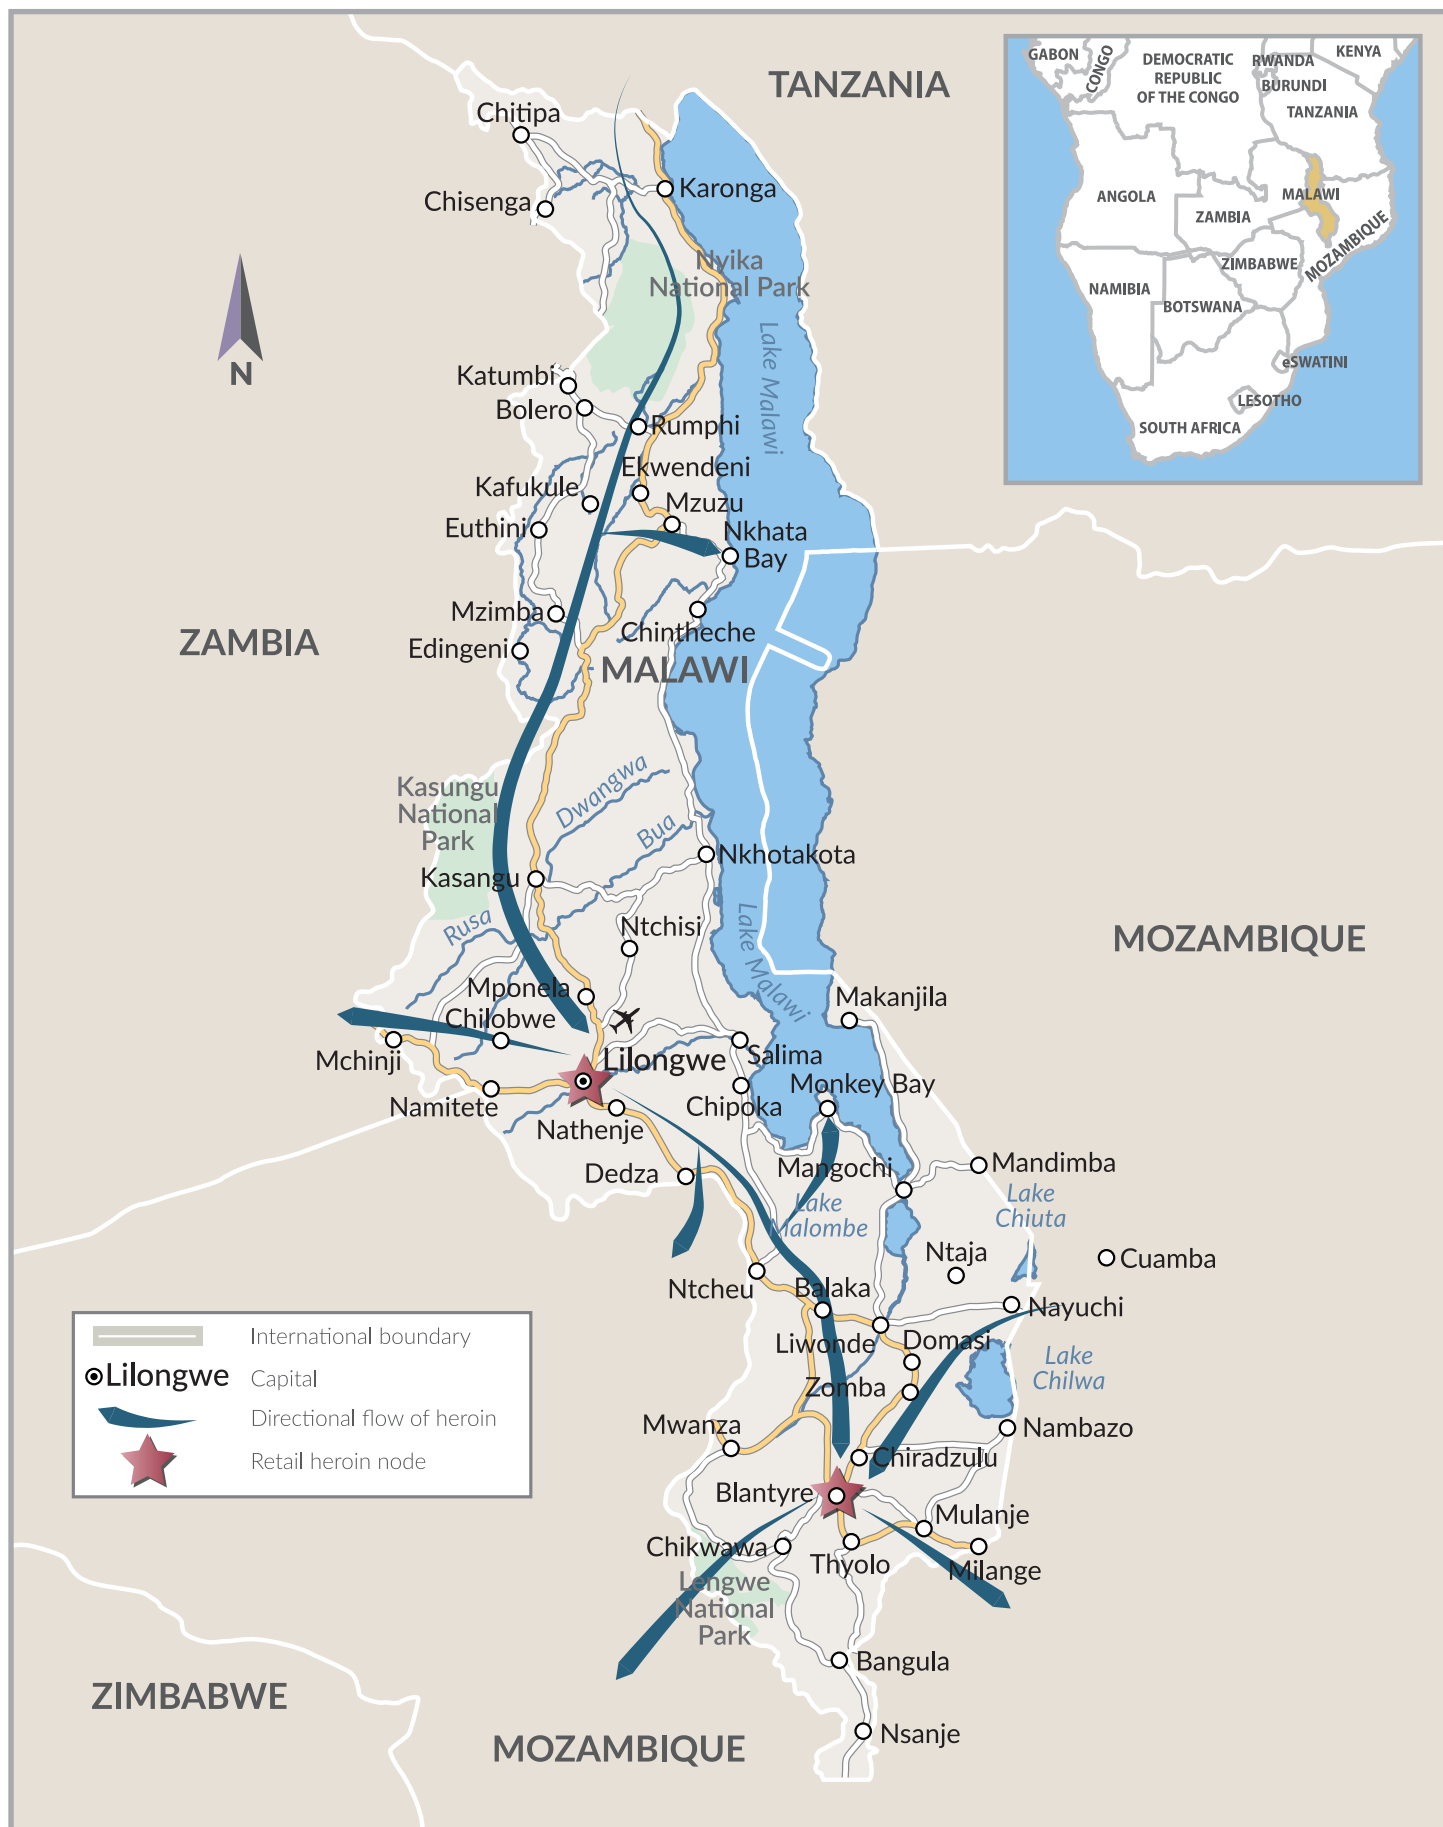 TANZANIA
Chitipa
Karonga
Chisenga
Nyika
National Park
N
Lake Malawi
Katumbi
Bolero
Rumphi
Ekwendeni
Kafukule
Mzuzu
Euthini
Nkhata
Bay
Mzimba
Chintheche
ZAMBIA
Edingeni
MALAWI
Kasungu
National
Park
Dwangwa
Bua
Nkhotakota
Kasangu
Rusa
Ntchisi
Lake Malawi
MOZAMBIQUE
Mponela
Makanjila
Chilobwe
Mchinji
Lilongwe
Salima
Monkey Bay
Namitete
Chipoka
Nathenje
Dedza
Mangochi
Mandimba
Lake
Malombe
Lake
Chiuta
Ntaja
Cuamba
Ntcheu
Balaka
Nayuchi
Liwonde
Domasi
Lake
Chilwa
Zomba
Mwanza
Nambazo
Chiradzulu
Blantyre
Mulanje
Chikwawa
Thyolo
Milange
Lengwe
National
Park
Bangula
Nsanje
ZIMBABWE
MOZAMBIQUE
International boundary
Lilongwe Capital
Directional flow of heroin
Retail heroin node
GABON
CONGO
DEMOCRATIC
REPUBLIC
OF THE CONGO
RWANDA
KENYA
BURUNDI
TANZANIA
ANGOLA
ZAMBIA
MALAWI
MOZAMBIQUE
ZIMBABWE
NAMIBIA
BOTSWANA
eSWATINI
LESOTHO
SOUTH AFRICA